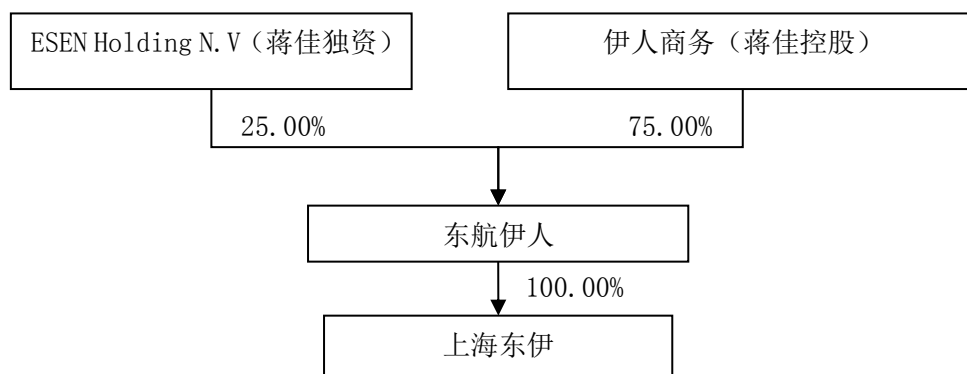 ESEN Holding N.V（蒋佳独资）
伊人商务（蒋佳控股）
25.00%
75.00%
东航伊人
100.00%
上海东伊